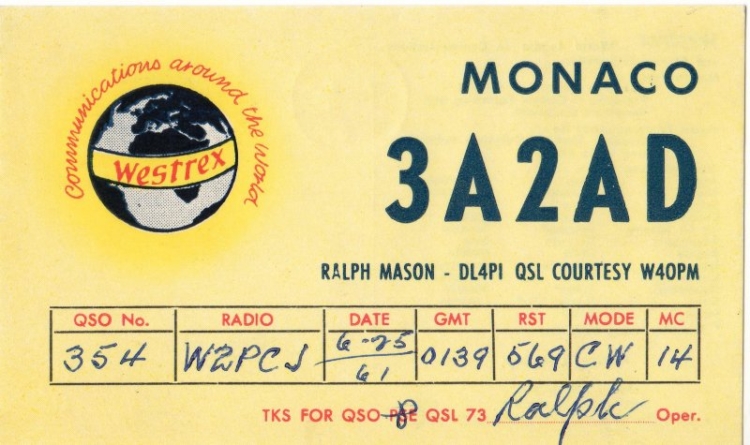 Communications around the World
Westrex
MONACO
3A2AD
RALPH MASON - DL4PI QSL COURTESY W4OPM
QSO No. RADIO DATE GMT RST MODE MC
354 W2PCJ 6-25 0139 569 CW 14
61
TKS FOR QSO PSE QSL 73 Ralph Oper.